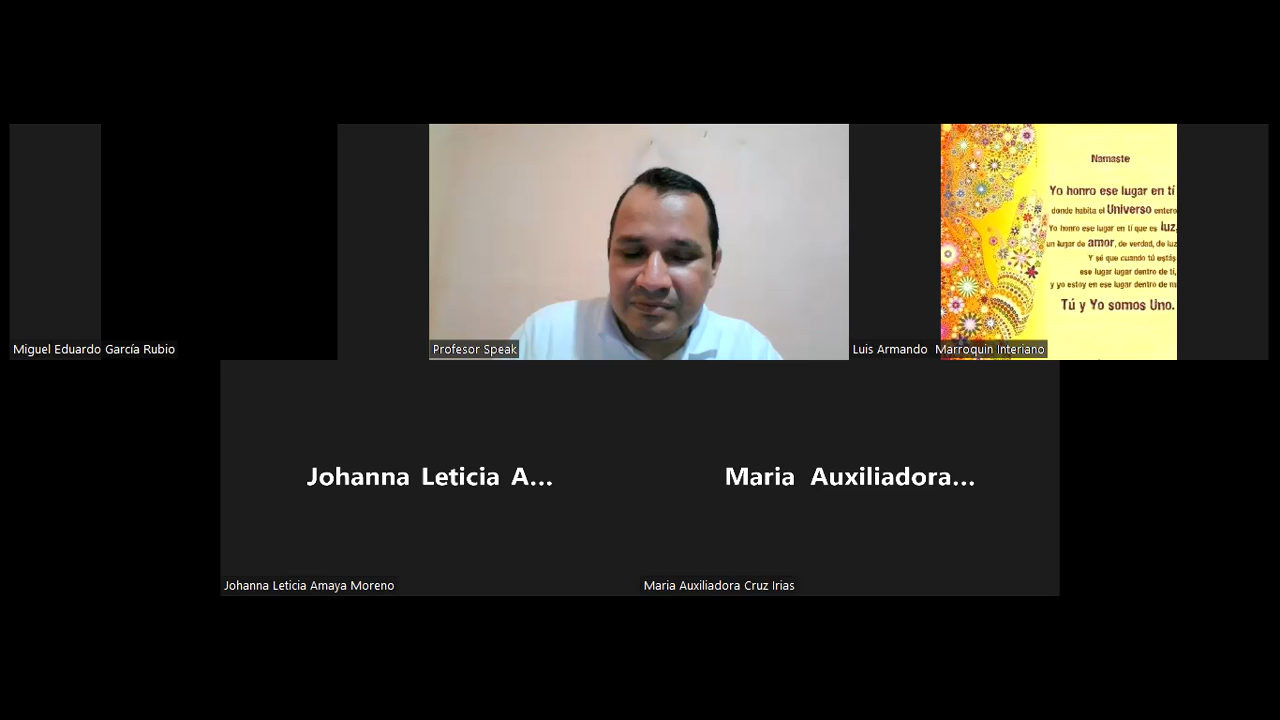 Namaste
Yo honro ese lugar en tí
donde habita el Universo entero
Yo honro ese lugar en tí que es luz,
un lugar de amor, de verdad, de luz
Y sé que cuando tú estás
ese lugar lugar dentro de tí,
y yo estoy en ese lugar dentro de m
Tú y Yo somos Uno.
Miguel Eduardo García Rubio
Profesor Speak
Luis Armando Marroquin Interiano
Johanna Leticia A...
Maria Auxiliadora...
Johanna Leticia Amaya Moreno
Maria Auxiliadora Cruz Irías